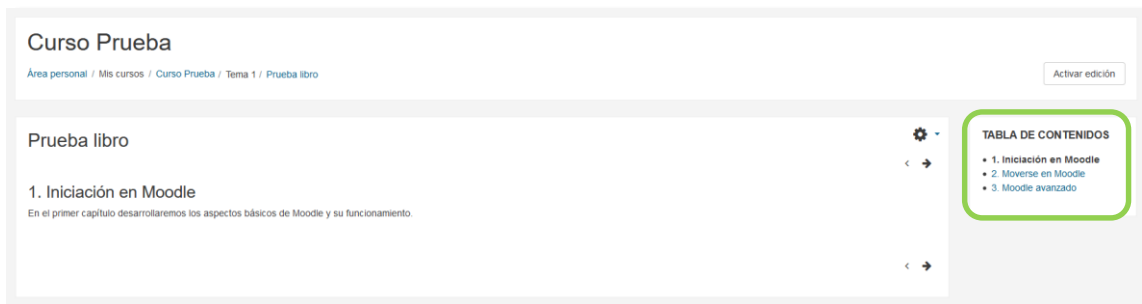 Curso Prueba
Área personal / Mis cursos / Curso Prueba / Tema 1 / Prueba libro
Activar edición
Prueba libro
1. Iniciación en Moodle
En el primer capítulo desarrollaremos los aspectos básicos de Moodle y su funcionamiento.
TABLA DE CONTENIDOS
• 1. Iniciación en Moodle
• 2. Moverse en Moodle
• 3. Moodle avanzado